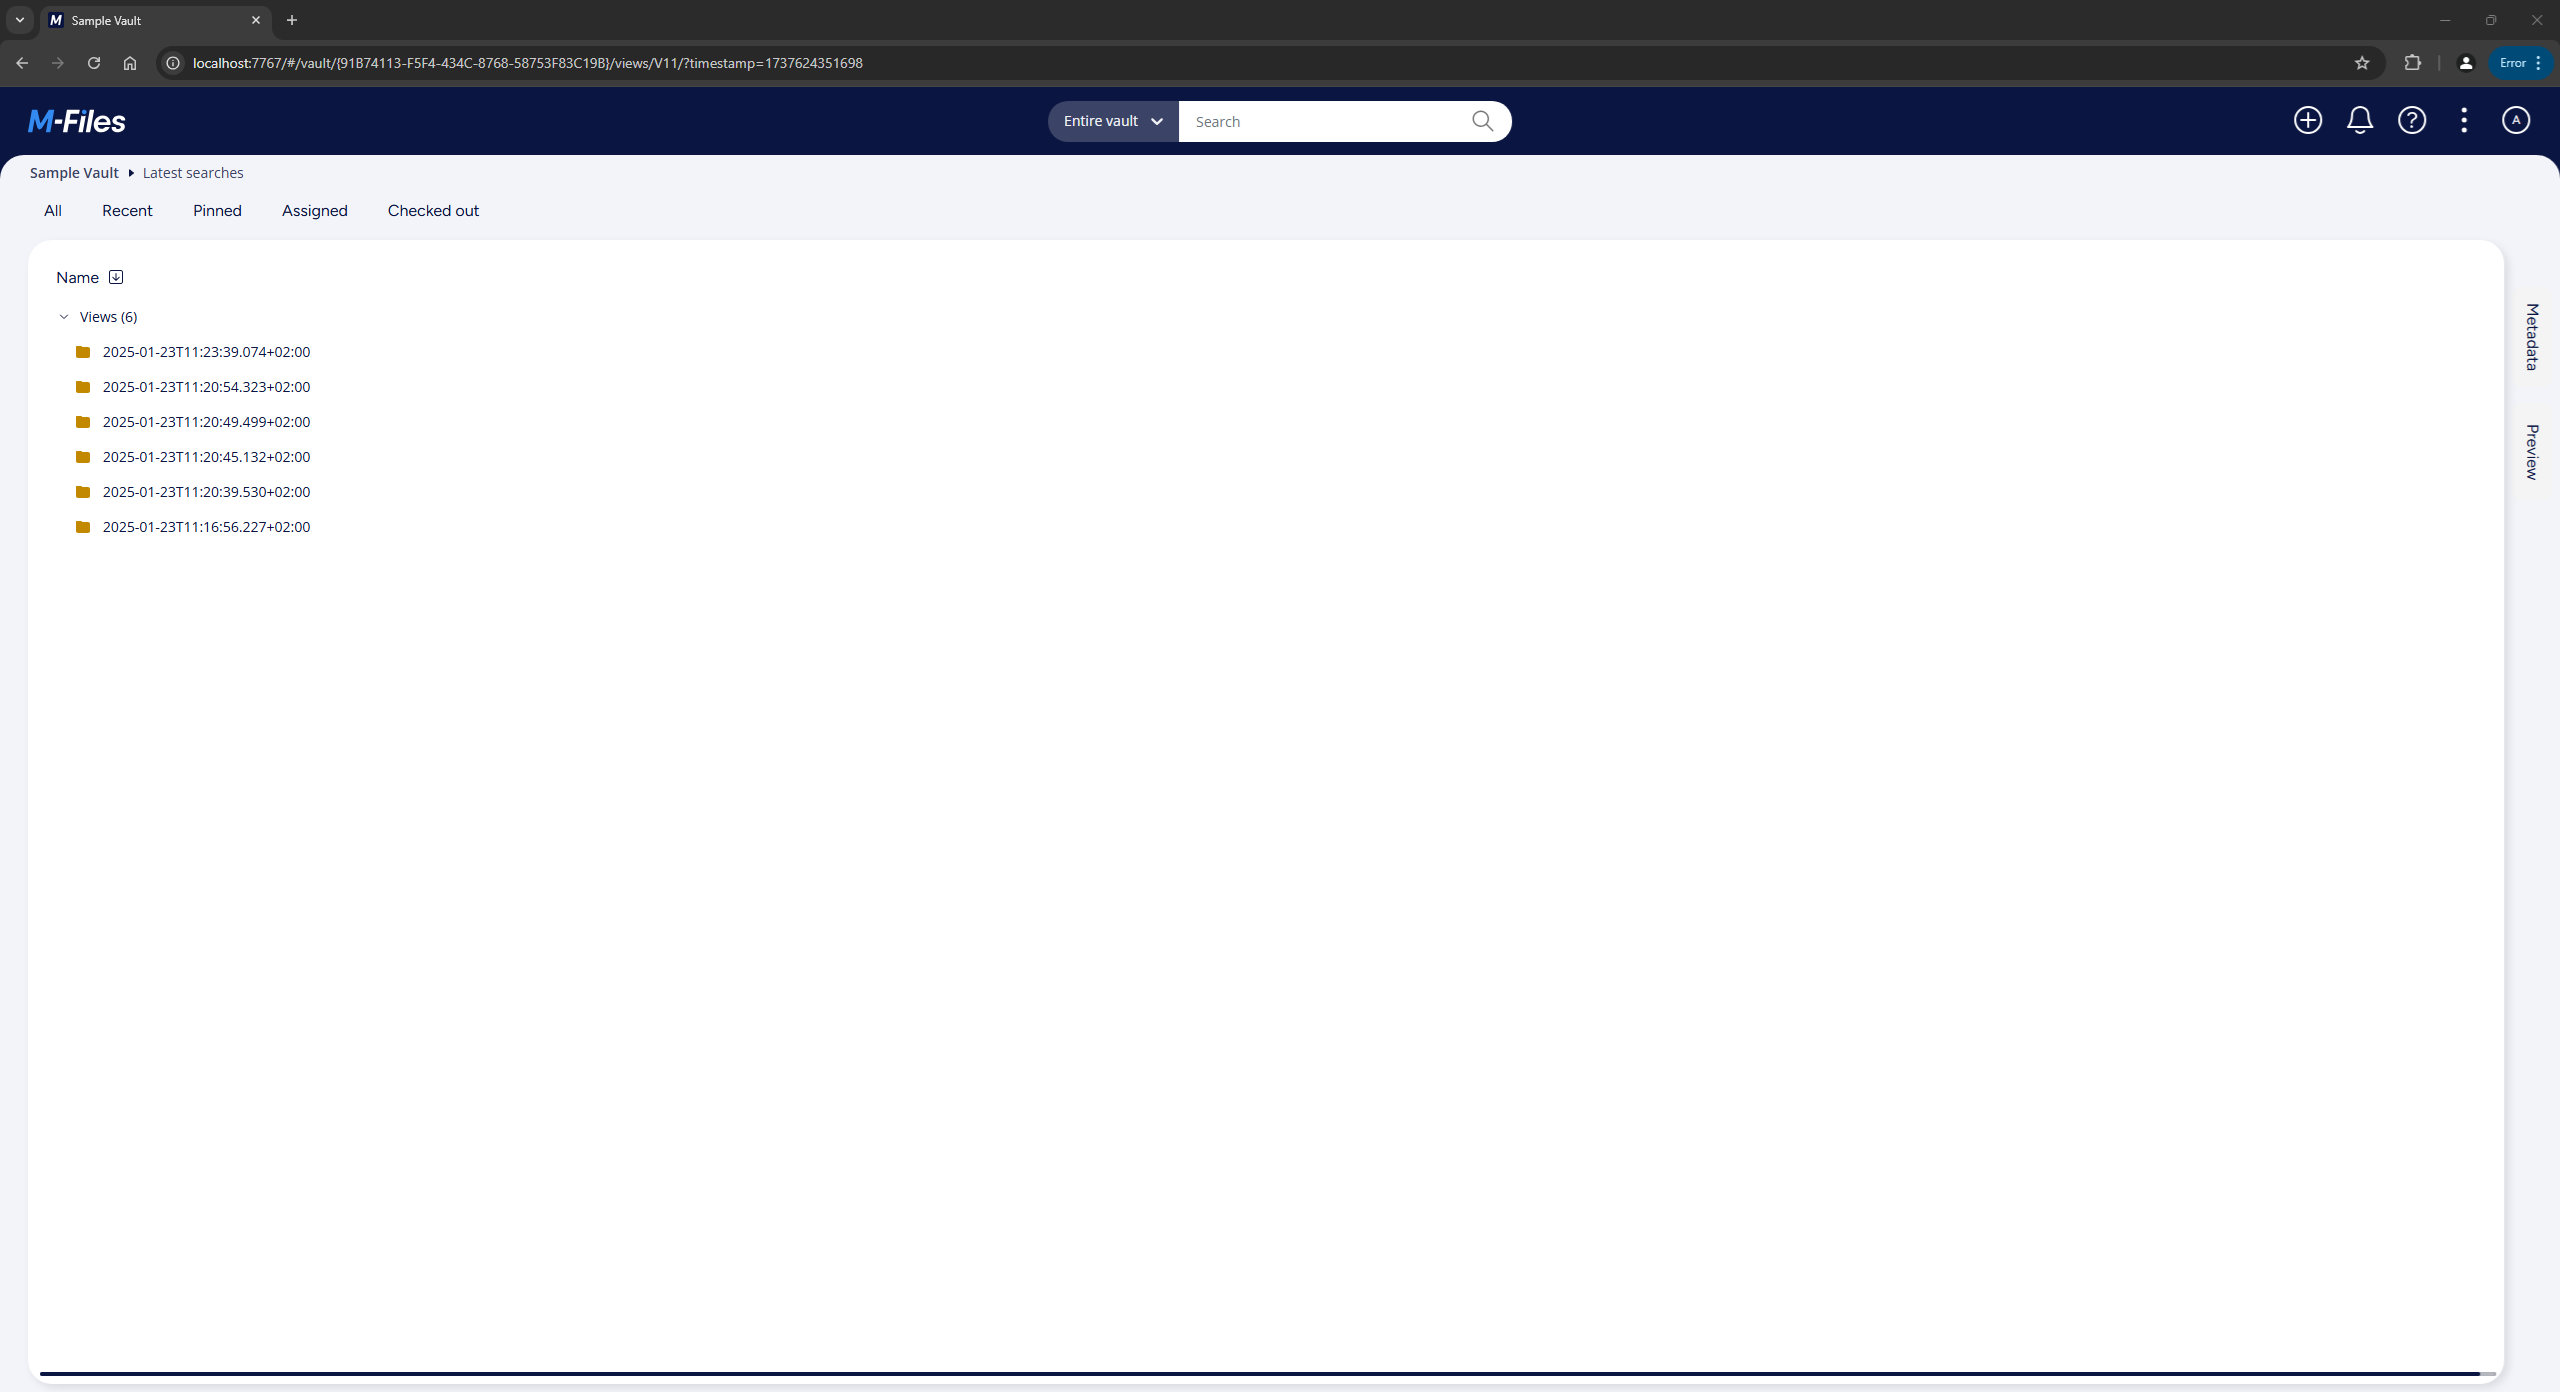 M Sample Vault
localhost:7767/#/vault/{91B74113-F5F4-434C-8768-58753F83C19B}/views/V11/?timestamp=1737624351698
Error
M-Files
Entire vault
Search
?
A
Sample Vault
Latest searches
All
Recent
Pinned
Assigned
Checked out
Name
Views (6)
2025-01-23T11:23:39.074+02:00
2025-01-23T11:20:54.323+02:00
2025-01-23T11:20:49.499+02:00
2025-01-23T11:20:45.132+02:00
2025-01-23T11:20:39.530+02:00
2025-01-23T11:16:56.227+02:00
Metadata
Preview